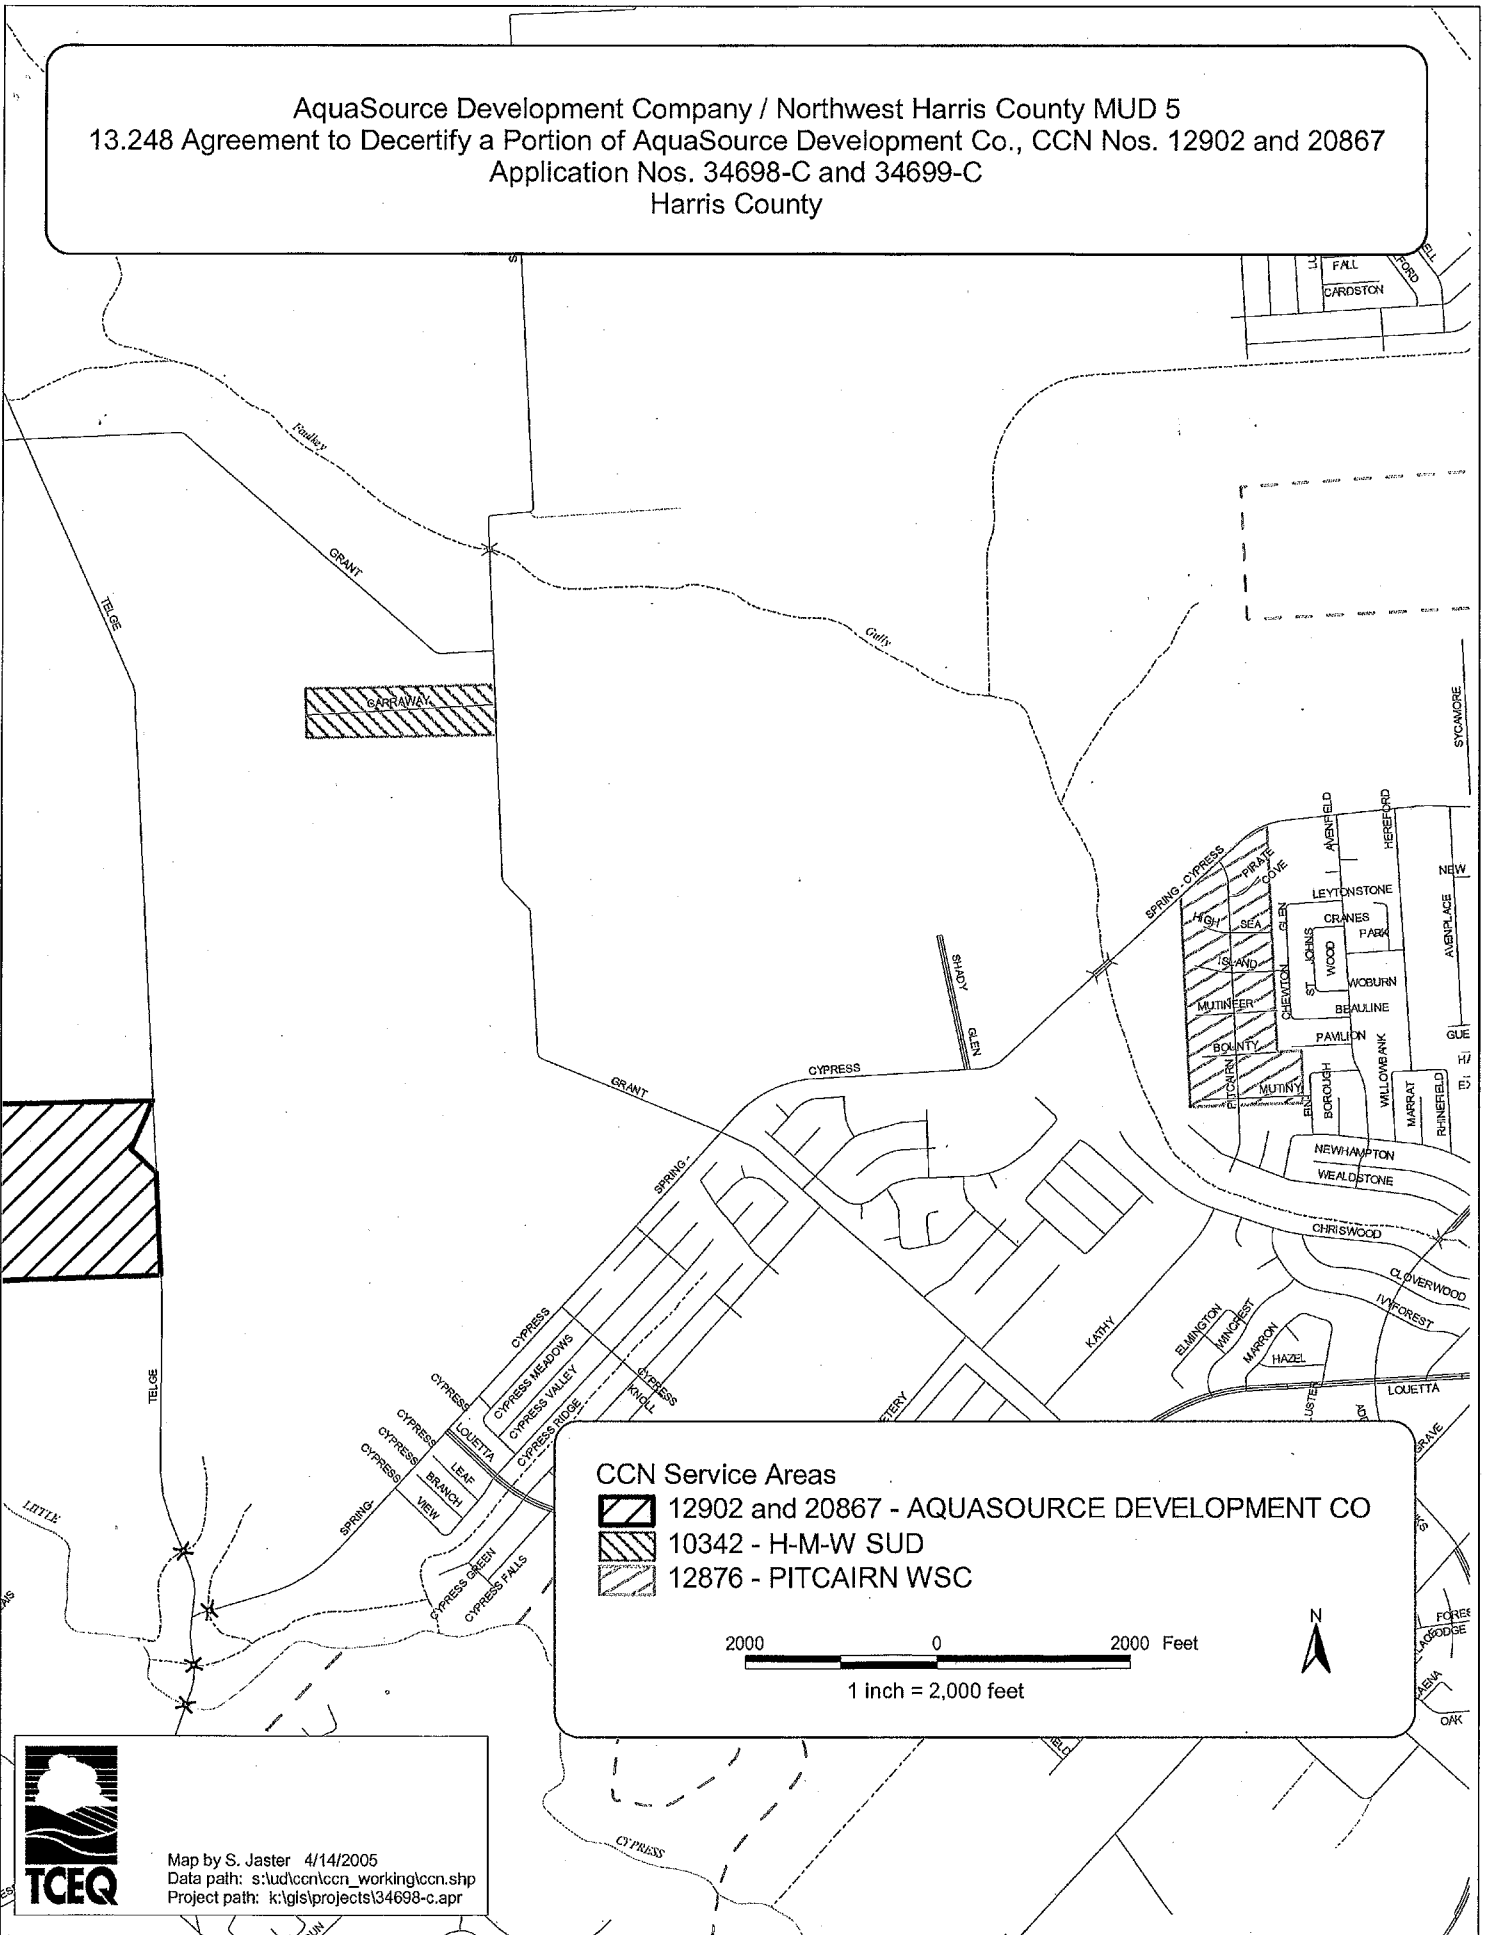 AquaSource Development Company / Northwest Harris County MUD 5
13.248 Agreement to Decertify a Portion of AquaSource Development Co., CCN Nos. 12902 and 20867
Application Nos. 34698-C and 34699-C
Harris County
FALL
CARDSTON
Faulkey
GRANT
TELGE
Gully
CARRAWAY
SYCAMORE
AVENFIELD
HEREFORD
SPRING - CYPRESS
PIRATE
COVE
NEW
LEYTONSTONE
HIGH
SEA
GLEN
CRANES
PARK
AVENPLACE
ST JOHNS
WOOD
ISLAND
CHEWTON
WOBURN
MUTINEER
BEAULINE
SHADY
GLEN
BOUNTY
PAVILION
GUE
PITCAIRN
MUTINY
BOROUGH
WILLOWBANK
MARRAT
RHINEFIELD
CYPRESS
GRANT
SPRING -
NEWHAMPTON
WEALDSTONE
CHRISWOOD
CLOVERWOOD
IVYFOREST
ELMINGTON
WINCREST
MARRON
HAZEL
KATHY
LOUETTA
CYPRESS
CYPRESS MEADOWS
CYPRESS VALLEY
CYPRESS RIDGE
CYPRESS
KNOLL
TELGE
CYPRESS
CYPRESS
CYPRESS
CYPRESS
LOUETTA
LEAF
BRANCH
VIEW
SPRING-
ETERY
LUSTER
GRAVE
LITTLE
CYPRESS GREEN
CYPRESS FALLS
CCN Service Areas
12902 and 20867 - AQUASOURCE DEVELOPMENT CO
10342 - H-M-W SUD
12876 - PITCAIRN WSC
2000 0 2000 Feet
1 inch = 2,000 feet
N
OAK
CYPRESS
TCEQ
Map by S. Jaster 4/14/2005
Data path: s:\ud\ccn\ccn_working\ccn.shp
Project path: k:\gis\projects\34698-c.apr